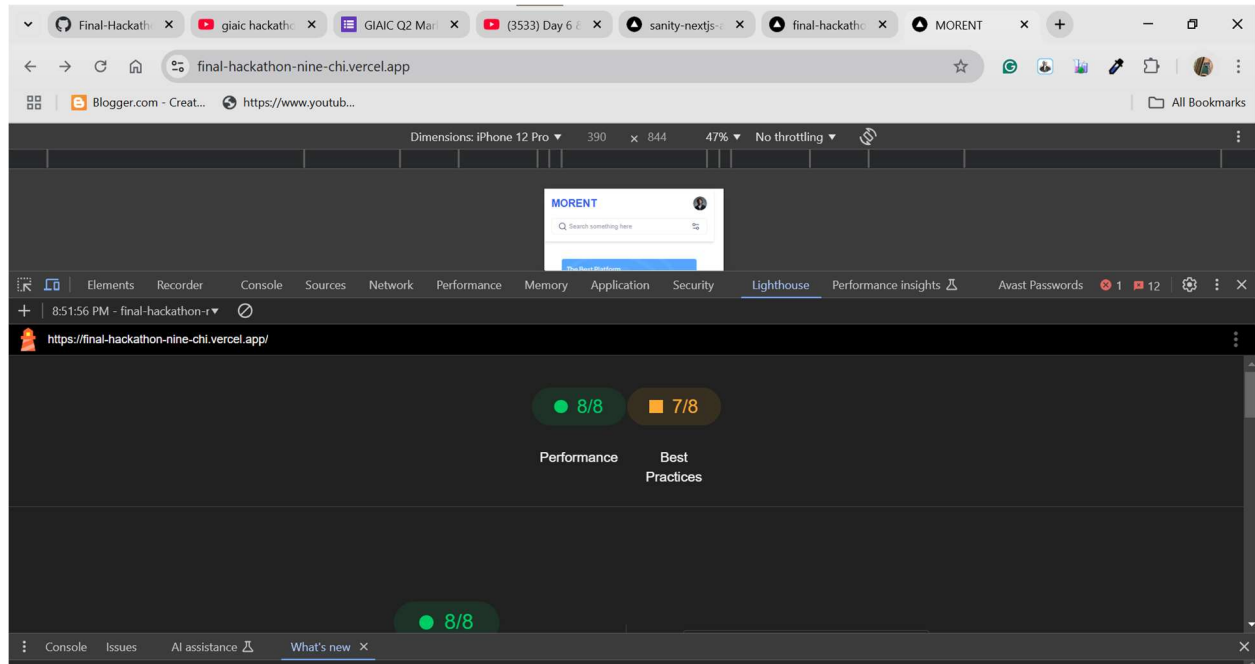 Final-Hackath
giaic hackatho
GIAIC Q2 Mar
(3533) Day 6 &
sanity-nextjs-a
final-hackatho
MORENT
final-hackathon-nine-chi.vercel.app
Blogger.com - Creat...
https://www.youtub...
All Bookmarks
Dimensions: iPhone 12 Pro ▼ 390 x 844 47% ▼ No throttling ▼
MORENT
Search something here
The Best Platform
Elements Recorder Console Sources Network Performance Memory Application Security Lighthouse Performance insights Avast Passwords 1 12
8:51:56 PM - final-hackathon-r▼
https://final-hackathon-nine-chi.vercel.app/
8/8 7/8
Performance Best
Practices
8/8
Console Issues AI assistance What's new